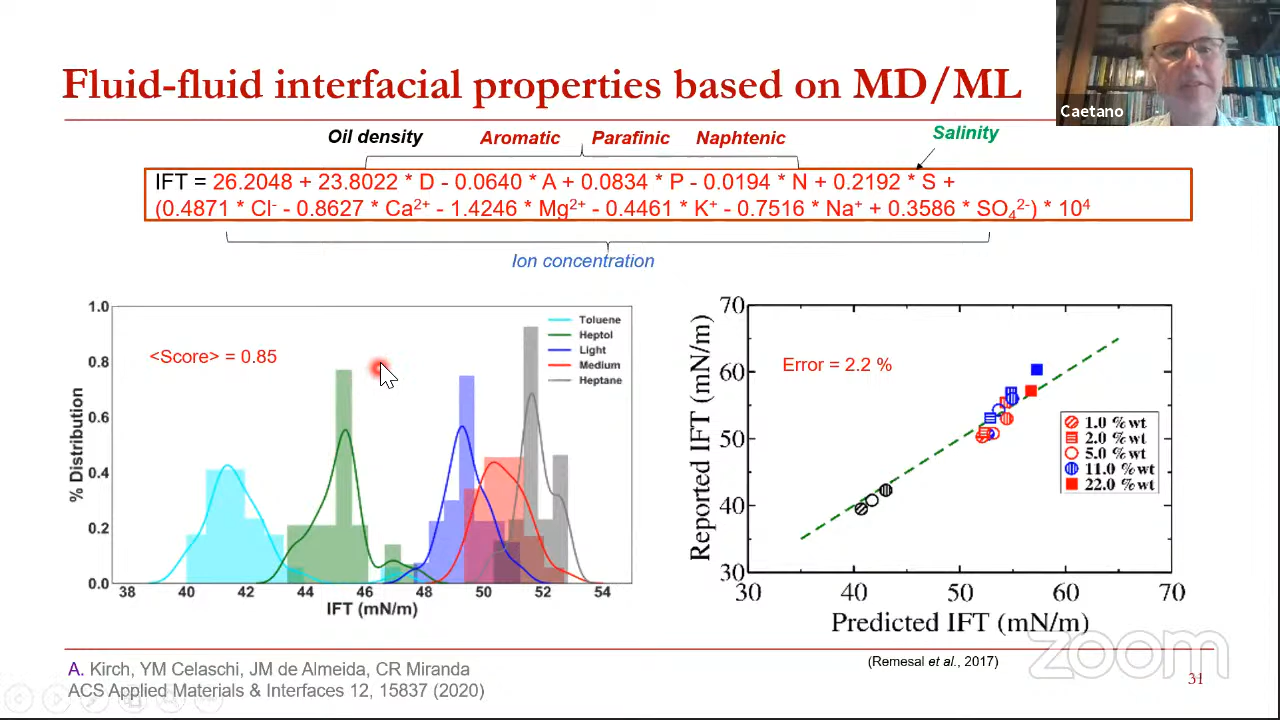 Fluid-fluid interfacial properties based on MD/ML
Caetano
Oil density Aromatic Parafinic Naphtenic Salinity
IFT = 26.2048 + 23.8022 * D - 0.0640 * A + 0.0834 * P - 0.0194 * N + 0.2192 * S +
(0.4871 * Cl⁻ - 0.8627 * Ca²⁺ - 1.4246 * Mg²⁺ - 0.4461 * K⁺ - 0.7516 * Na⁺ + 0.3586 * SO₄²⁻) * 10⁴
Ion concentration
<Score> = 0.85
Toluene
Heptol
Light
Medium
Heptane
1.0
0.8
0.6
0.4
0.2
0.0
% Distribution
38 40 42 44 46 48 50 52 54
IFT (mN/m)
Error = 2.2 %
1.0 %wt
2.0 %wt
5.0 %wt
11.0 %wt
22.0 %wt
70
60
50
40
30
Reported IFT (mN/m)
30 40 50 60 70
Predicted IFT (mN/m)
zoom
(Remesal et al., 2017)
A. Kirch, YM Celaschi, JM de Almeida, CR Miranda
ACS Applied Materials & Interfaces 12, 15837 (2020)
31